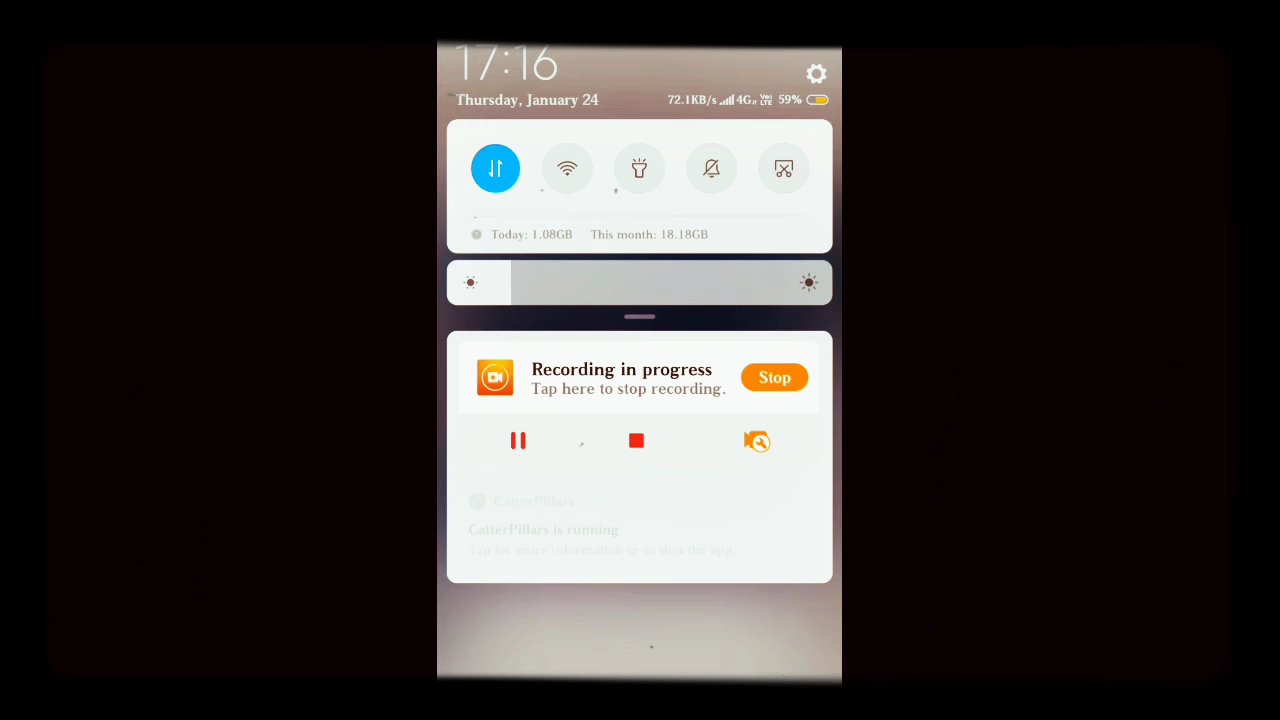 17:16
Thursday, January 24
72.1KB/s 4G VoLTE 59%
Today: 1.08GB This month: 18.18GB
Recording in progress
Tap here to stop recording.
Stop
CatterPillars
CatterPillars is running
Tap for more information or to stop the app.